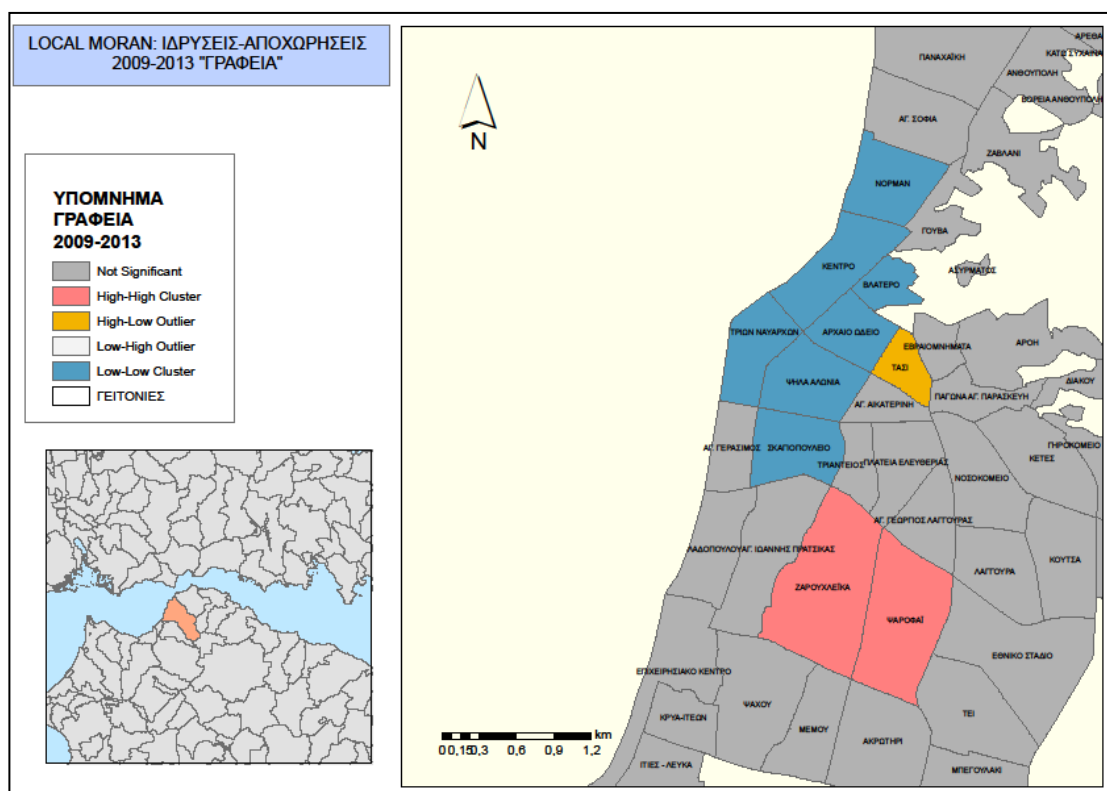 LOCAL MORAN: ΙΔΡΥΣΕΙΣ-ΑΠΟΧΩΡΗΣΕΙΣ
2009-2013 "ΓΡΑΦΕΙΑ"
N
ΥΠΟΜΝΗΜΑ
ΓΡΑΦΕΙΑ
2009-2013
Not Significant
High-High Cluster
High-Low Outlier
Low-High Outlier
Low-Low Cluster
ΓΕΙΤΟΝΙΕΣ
ΑΡΕΘΑ
ΠΑΝΑΧΑΪΚΗ
ΚΑΤΩ ΣΥΧΑΙΝΑ
ΑΝΘΟΥΠΟΛΗ
ΒΟΡΕΙΑ ΑΝΘΟΥΠΟΛΗ
ΑΓ. ΣΟΦΙΑ
ΖΑΒΛΑΝΙ
ΝΟΡΜΑΝ
ΓΟΥΒΑ
ΚΕΝΤΡΟ
ΑΣΥΡΜΑΤΟΣ
ΒΛΑΤΕΡΟ
ΤΡΙΩΝ ΝΑΥΑΡΧΩΝ
ΑΡΧΑΙΟ ΩΔΕΙΟ
ΕΒΡΑΙΟΜΝΗΜΑΤΑ
ΑΡΟΗ
ΤΑΣΙ
ΨΗΛΑ ΑΛΩΝΙΑ
ΔΙΑΚΟΥ
ΠΑΓΩΝΑ ΑΓ. ΠΑΡΑΣΚΕΥΗ
ΑΓ. ΑΙΚΑΤΕΡΙΝΗ
ΑΓ. ΓΕΡΑΣΙΜΟΣ
ΣΚΑΓΙΟΠΟΥΛΕΙΟ
ΓΗΡΟΚΟΜΕΙΟ
ΚΕΤΕΣ
ΤΡΙΑΝΤΕΙΟΣ
ΠΛΑΤΕΙΑ ΕΛΕΥΘΕΡΙΑΣ
ΝΟΣΟΚΟΜΕΙΟ
ΑΓ. ΓΕΩΡΓΙΟΣ ΛΑΓΓΟΥΡΑΣ
ΛΑΔΟΠΟΥΛΟΥ
ΑΓ. ΙΩΑΝΝΗΣ ΠΡΑΤΣΙΚΑΣ
ΚΟΥΤΣΑ
ΛΑΓΓΟΥΡΑ
ΖΑΡΟΥΧΛΕΪΚΑ
ΨΑΡΟΦΑΪ
ΕΘΝΙΚΟ ΣΤΑΔΙΟ
ΕΠΙΧΕΙΡΗΣΙΑΚΟ ΚΕΝΤΡΟ
ΨΑΧΟΥ
ΚΡΥΑ-ΙΤΕΩΝ
ΤΕΙ
ΜΕΜΟΥ
ΑΚΡΩΤΗΡΙ
ΙΤΙΕΣ - ΛΕΥΚΑ
ΜΠΕΓΟΥΛΑΚΙ
km
0 0,15 0,3 0,6 0,9 1,2